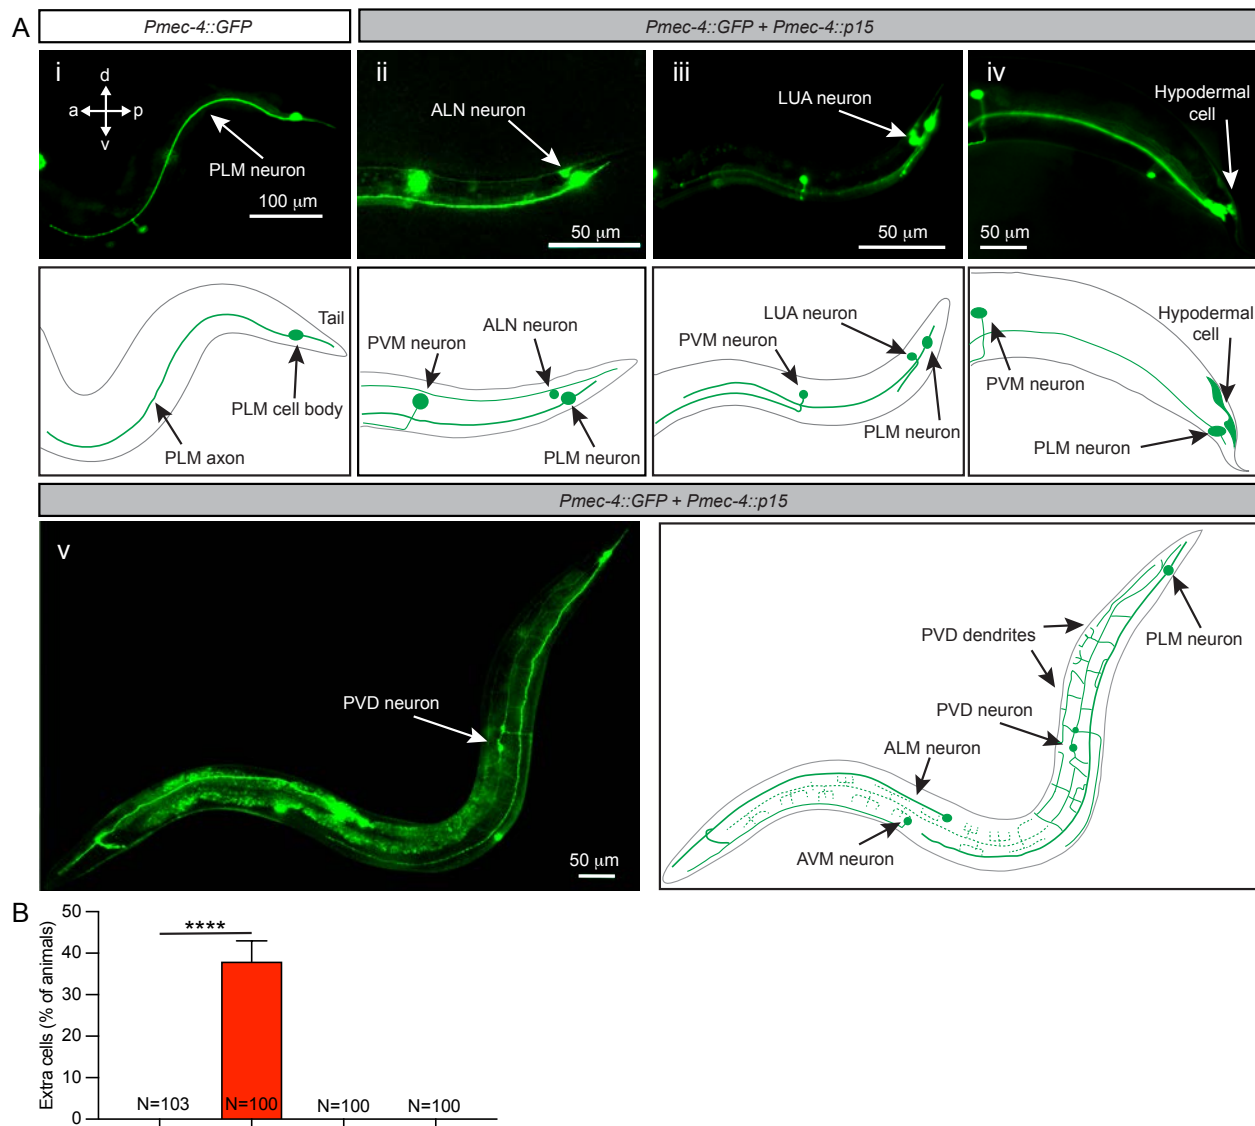 A
Pmec-4::GFP
Pmec-4::GFP + Pmec-4::p15
i
d
a
p
v
PLM neuron
100 μm
ii
ALN neuron
50 μm
iii
LUA neuron
50 μm
iv
Hypodermal
cell
50 μm
Tail
PLM cell body
PLM axon
ALN neuron
PVM neuron
PLM neuron
LUA neuron
PVM neuron
PLM neuron
Hypodermal
cell
PVM neuron
PLM neuron
Pmec-4::GFP + Pmec-4::p15
v
PVD neuron
50 μm
PVD dendrites
PLM neuron
PVD neuron
ALM neuron
AVM neuron
B
Extra cells (% of animals)
50
40
30
20
10
0
****
N=103
N=100
N=100
N=100